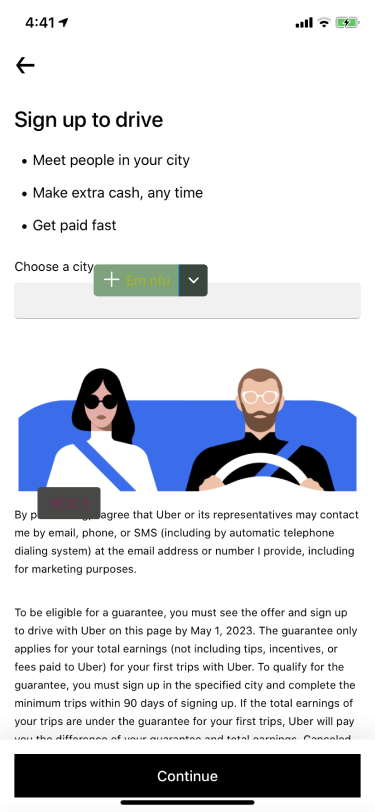 4:41
Sign up to drive
• Meet people in your city
• Make extra cash, any time
• Get paid fast
Choose a city
Em nfu
agree that Uber or its representatives may contact
me by email, phone, or SMS (including by automatic telephone
dialing system) at the email address or number I provide, including
for marketing purposes.
To be eligible for a guarantee, you must see the offer and sign up
to drive with Uber on this page by May 1, 2023. The guarantee only
applies for your total earnings (not including tips, incentives, or
fees paid to Uber) for your first trips with Uber. To qualify for the
guarantee, you must sign up in the specified city and complete the
minimum trips within 90 days of signing up. If the total earnings of
your trips are under the guarantee for your first trips, Uber will pay
you the difference of your guarantee and total earnings. Canceled
Continue